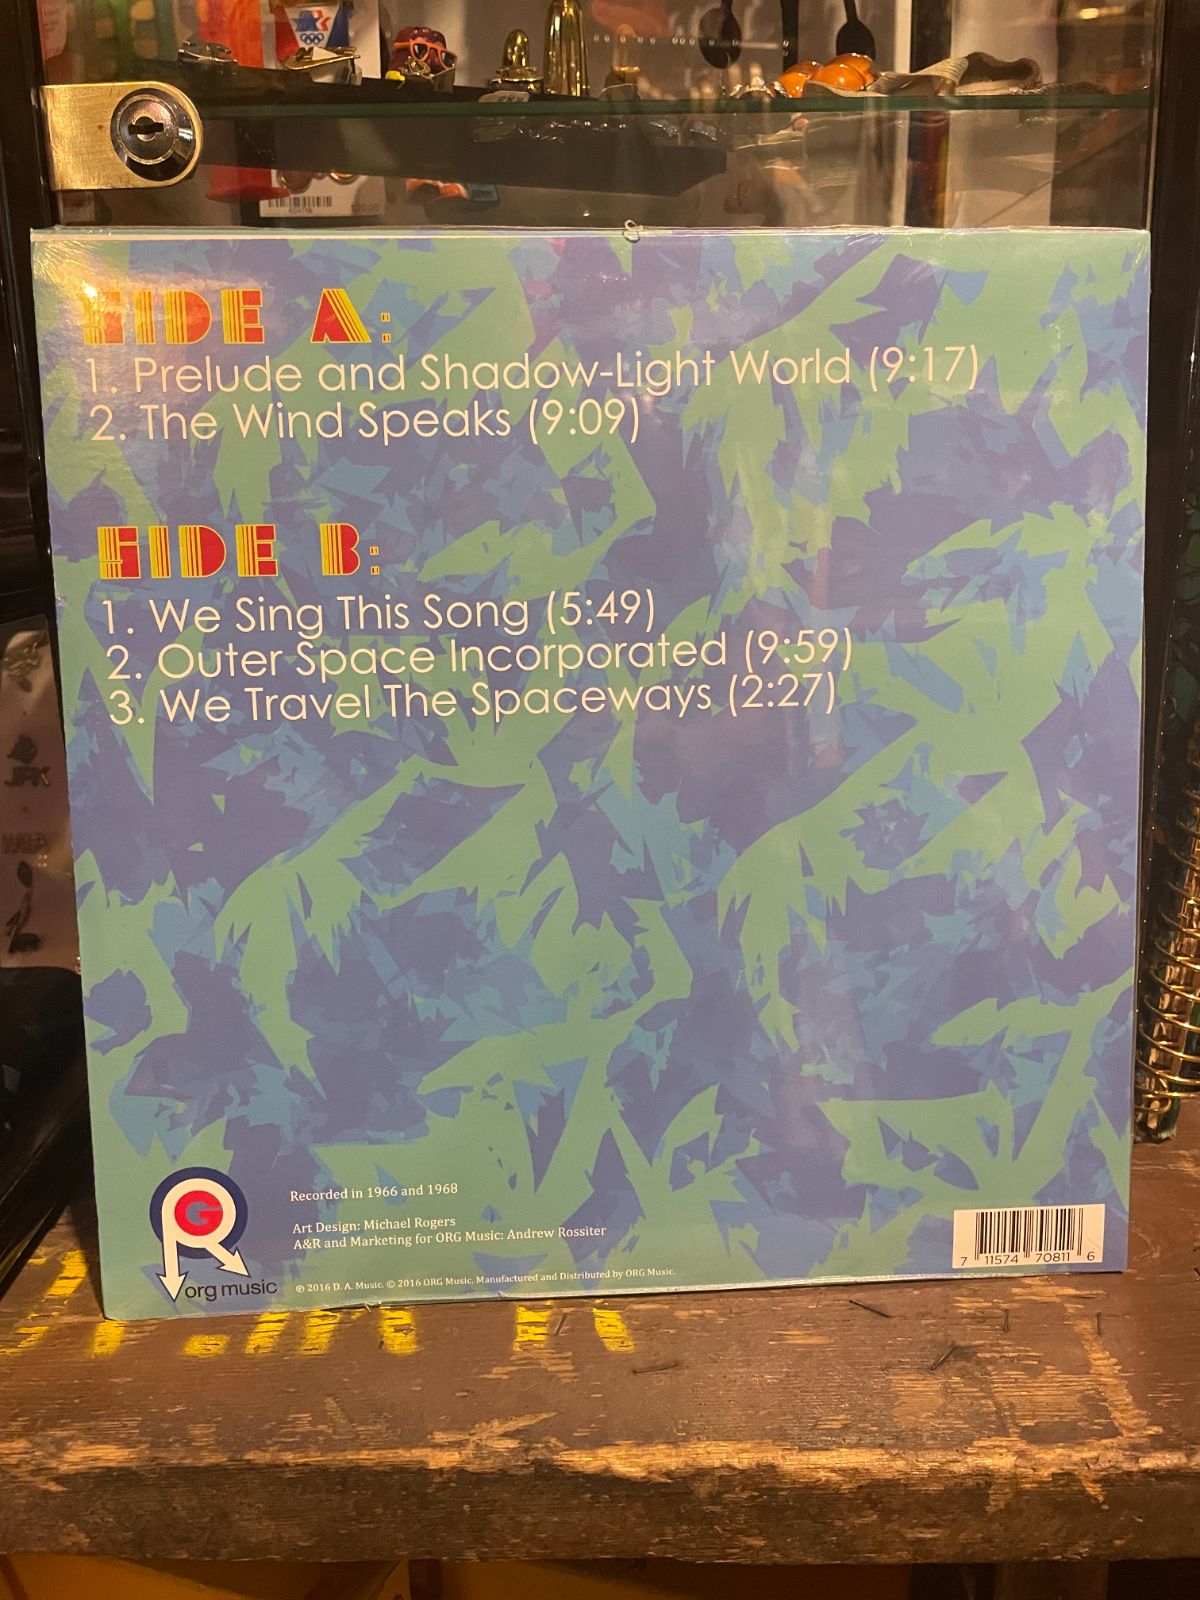 SIDE A:
1. Prelude and Shadow-Light World (9:17)
2. The Wind Speaks (9:09)
SIDE B:
1. We Sing This Song (5:49)
2. Outer Space Incorporated (9:59)
3. We Travel The Spaceways (2:27)
Recorded in 1966 and 1968
Art Design: Michael Rogers
A&R and Marketing for ORG Music: Andrew Rossiter
org music
℗ 2016 D. A. Music. © 2016 ORG Music. Manufactured and Distributed by ORG Music.
7 11574 70811 6